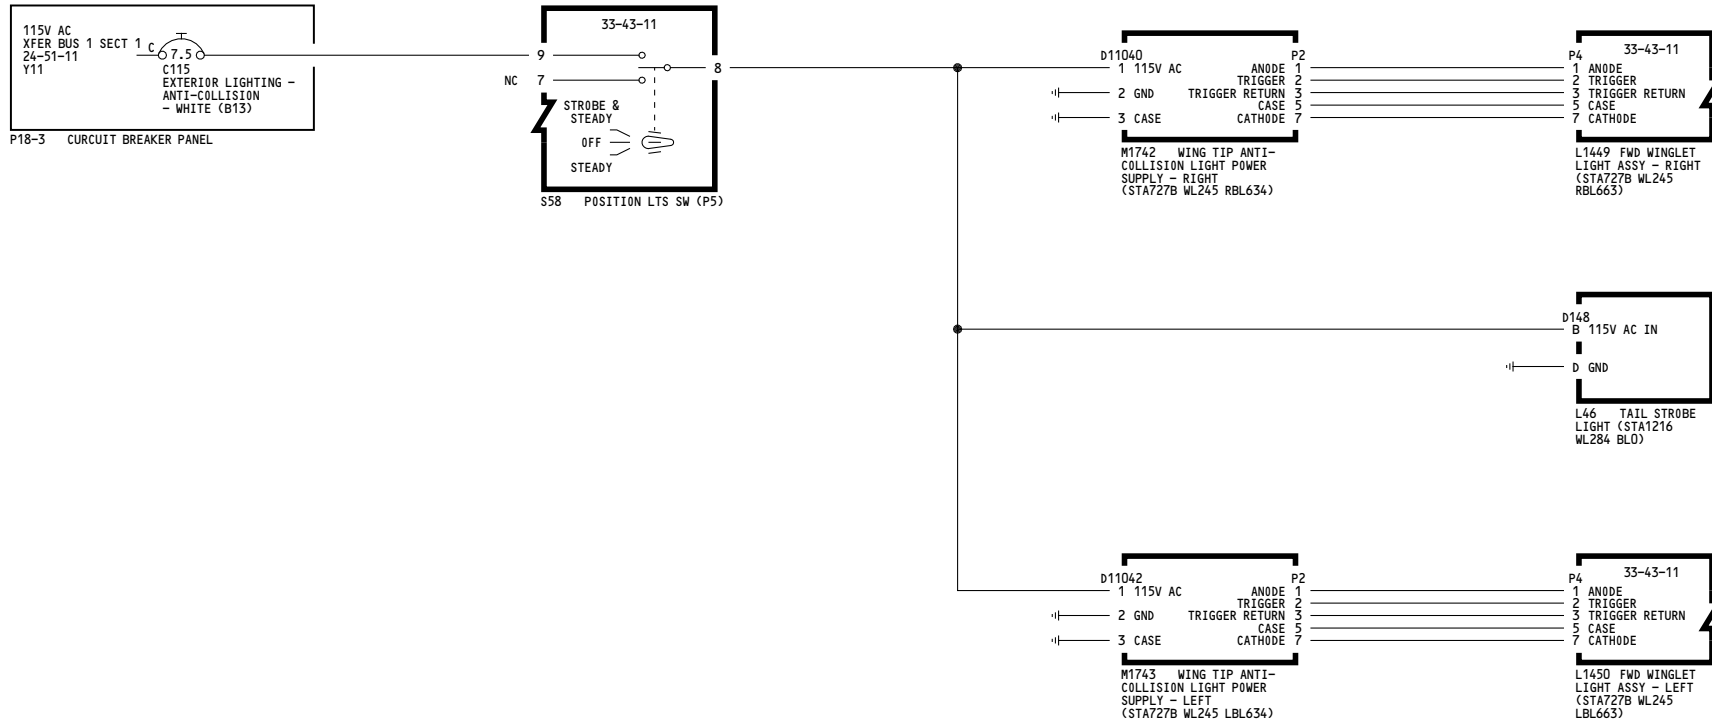 115V AC
XFER BUS 1 SECT 1
24-51-11
Y11
C
7.5
C115
EXTERIOR LIGHTING -
ANTI-COLLISION
- WHITE (B13)
P18-3 CURCUIT BREAKER PANEL
33-43-11
9
8
NC 7
STROBE &
STEADY
OFF
STEADY
S58 POSITION LTS SW (P5)
D11040 P2
1 115V AC ANODE 1
TRIGGER 2
2 GND TRIGGER RETURN 3
CASE 5
3 CASE CATHODE 7
M1742 WING TIP ANTI-
COLLISION LIGHT POWER
SUPPLY - RIGHT
(STA727B WL245 RBL634)
33-43-11
P4
1 ANODE
2 TRIGGER
3 TRIGGER RETURN
5 CASE
7 CATHODE
L1449 FWD WINGLET
LIGHT ASSY - RIGHT
(STA727B WL245
RBL663)
D148
B 115V AC IN
D GND
L46 TAIL STROBE
LIGHT (STA1216
WL284 BL0)
D11042 P2
1 115V AC ANODE 1
TRIGGER 2
2 GND TRIGGER RETURN 3
CASE 5
3 CASE CATHODE 7
M1743 WING TIP ANTI-
COLLISION LIGHT POWER
SUPPLY - LEFT
(STA727B WL245 LBL634)
33-43-11
P4
1 ANODE
2 TRIGGER
3 TRIGGER RETURN
5 CASE
7 CATHODE
L1450 FWD WINGLET
LIGHT ASSY - LEFT
(STA727B WL245
LBL663)